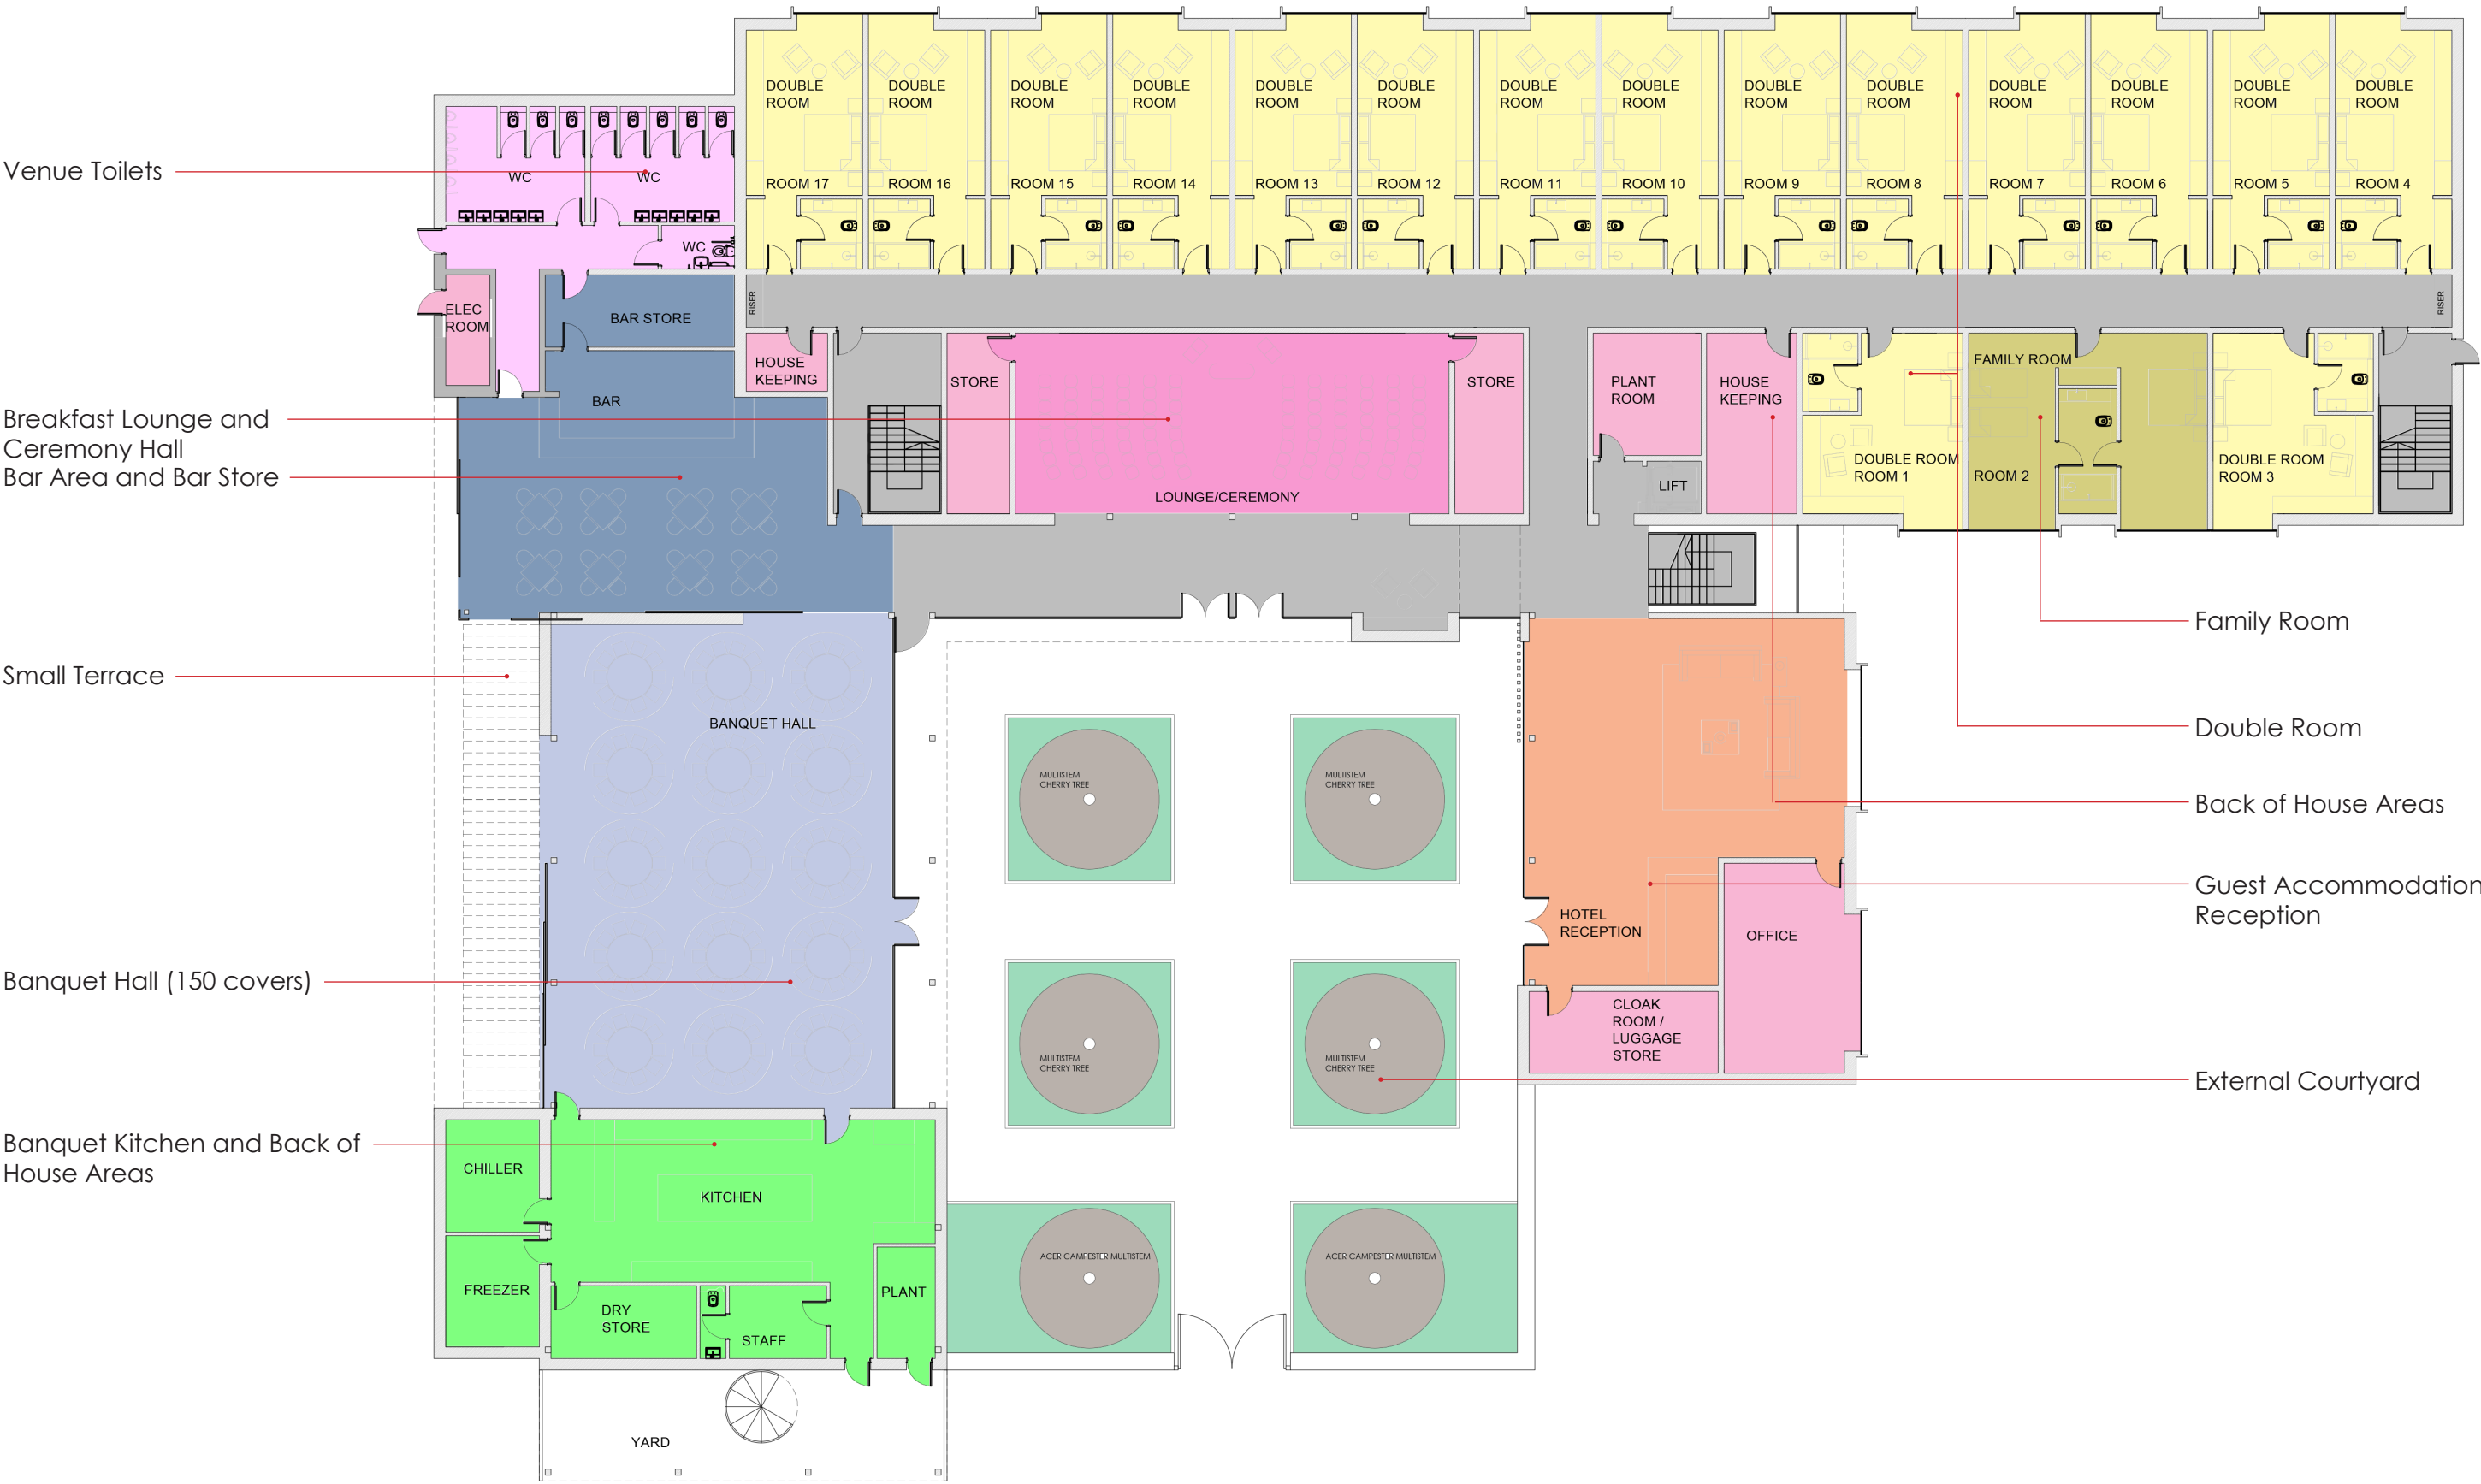 DOUBLE
ROOM
ROOM 17
DOUBLE
ROOM
ROOM 16
DOUBLE
ROOM
ROOM 15
DOUBLE
ROOM
ROOM 14
DOUBLE
ROOM
ROOM 13
DOUBLE
ROOM
ROOM 12
DOUBLE
ROOM
ROOM 11
DOUBLE
ROOM
ROOM 10
DOUBLE
ROOM
ROOM 9
DOUBLE
ROOM
ROOM 8
DOUBLE
ROOM
ROOM 7
DOUBLE
ROOM
ROOM 6
DOUBLE
ROOM
ROOM 5
DOUBLE
ROOM
ROOM 4
Venue Toilets
WC
WC
WC
ELEC
ROOM
BAR STORE
RISER
RISER
HOUSE
KEEPING
STORE
STORE
PLANT
ROOM
HOUSE
KEEPING
FAMILY ROOM
BAR
Breakfast Lounge and
Ceremony Hall
Bar Area and Bar Store
LOUNGE/CEREMONY
LIFT
DOUBLE ROOM
ROOM 1
ROOM 2
DOUBLE ROOM
ROOM 3
Family Room
Small Terrace
BANQUET HALL
Double Room
MULTISTEM
CHERRY TREE
MULTISTEM
CHERRY TREE
Back of House Areas
Guest Accommodation
Reception
HOTEL
RECEPTION
OFFICE
Banquet Hall (150 covers)
CLOAK
ROOM /
LUGGAGE
STORE
MULTISTEM
CHERRY TREE
MULTISTEM
CHERRY TREE
External Courtyard
Banquet Kitchen and Back of
House Areas
CHILLER
KITCHEN
ACER CAMPESTER MULTISTEM
ACER CAMPESTER MULTISTEM
FREEZER
PLANT
DRY
STORE
STAFF
YARD